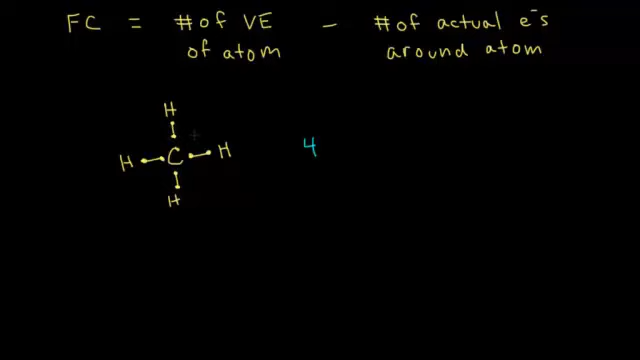 FC = # of VE - # of actual e⁻s
of atom around atom
H
H C H 4
H